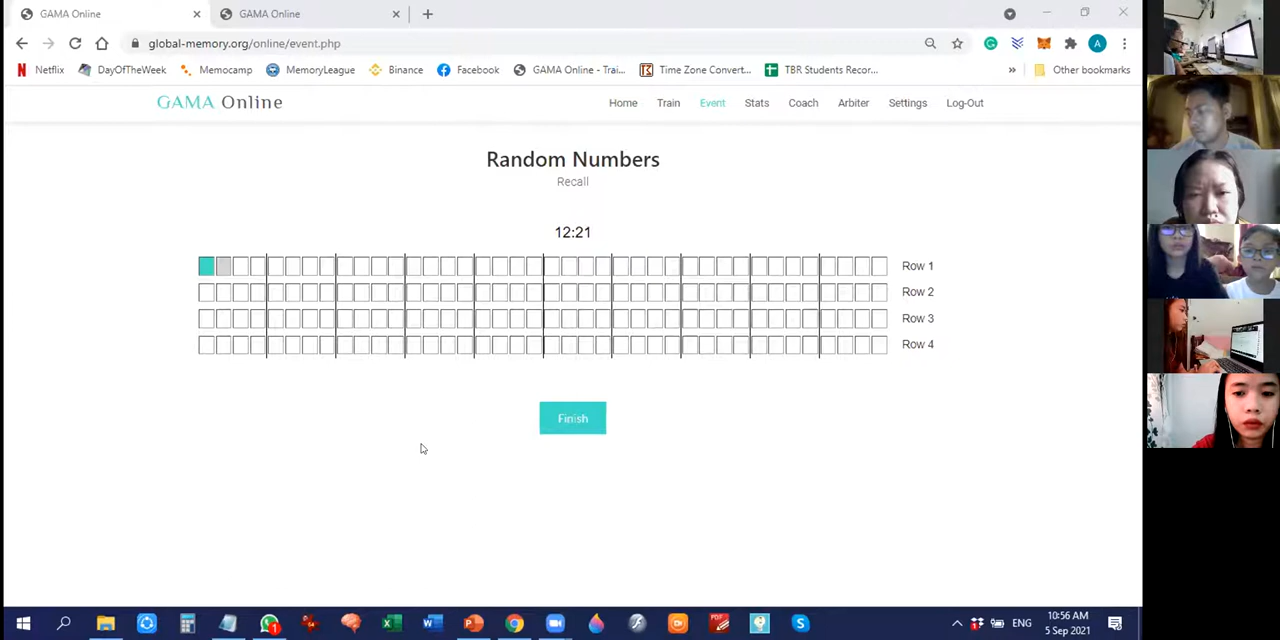 GAMA Online
GAMA Online
global-memory.org/online/event.php
A
Netflix
DayOfTheWeek
Memocamp
MemoryLeague
Binance
Facebook
GAMA Online - Trai...
Time Zone Convert...
TBR Students Recor...
»
Other bookmarks
GAMA Online
Home
Train
Event
Stats
Coach
Arbiter
Settings
Log-Out
Random Numbers
Recall
12:21
Row 1
Row 2
Row 3
Row 4
Finish
ENG
10:56 AM
5 Sep 2021